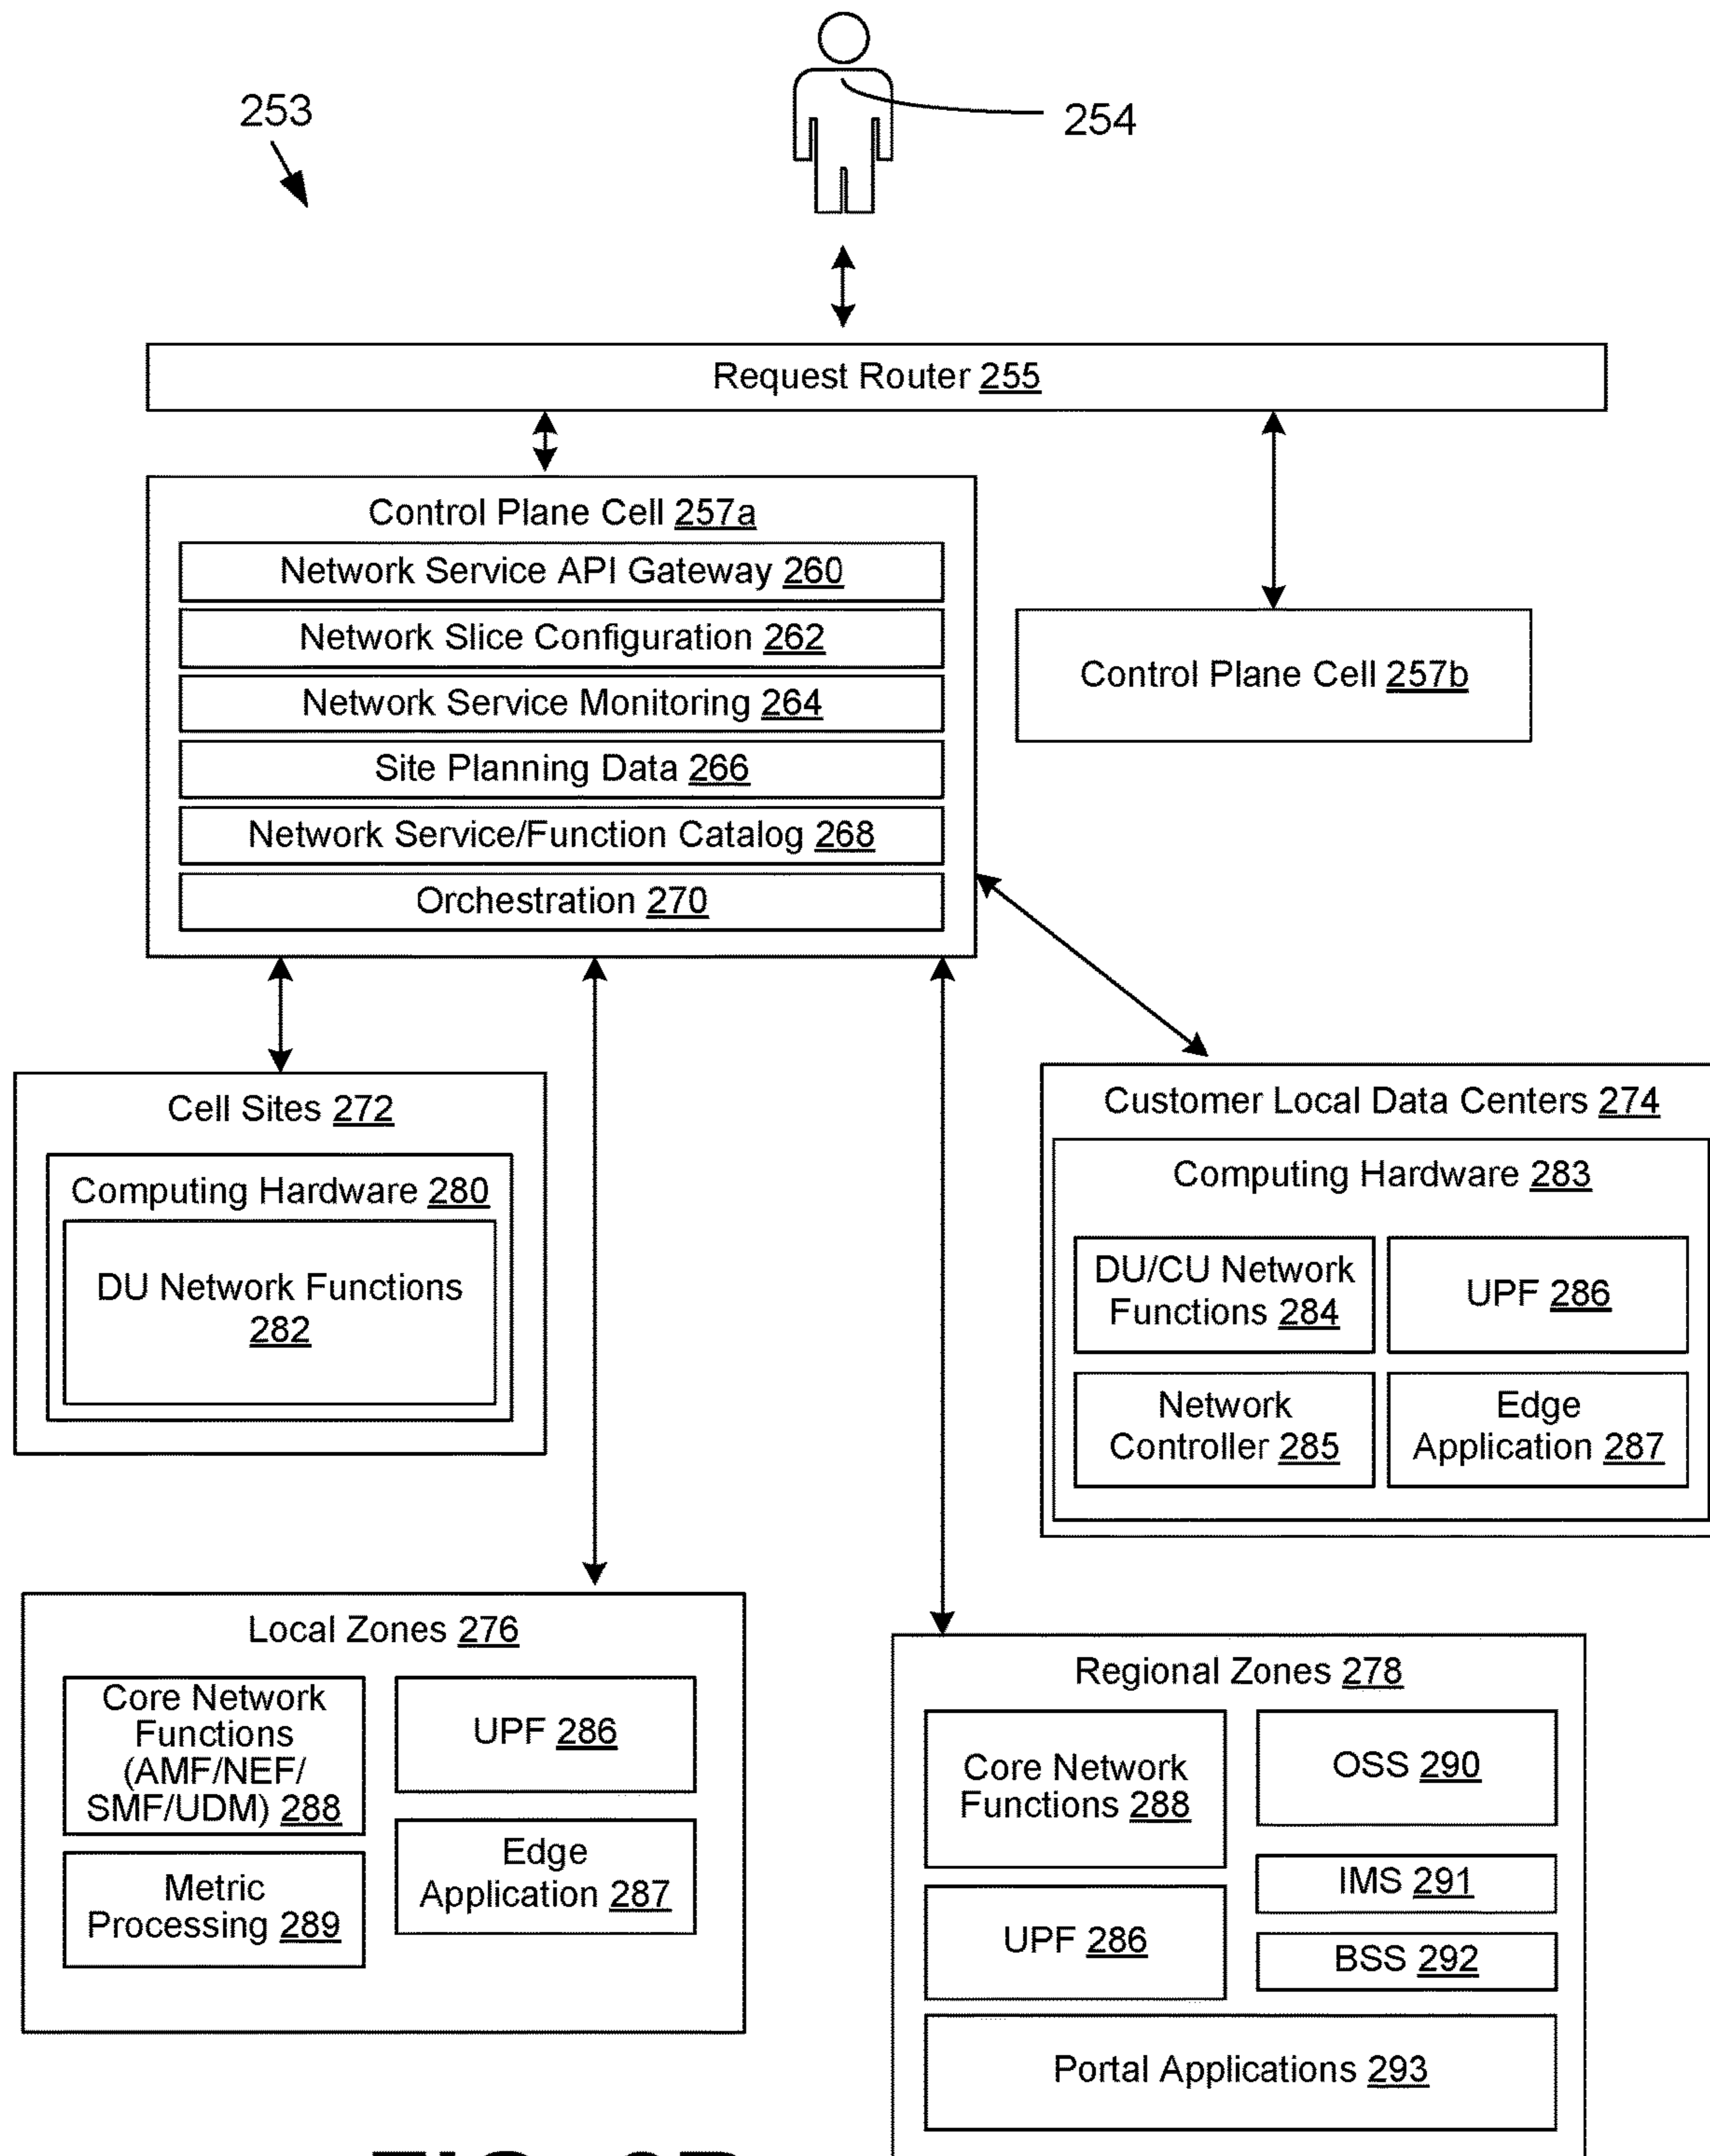 253
254
Request Router 255
Control Plane Cell 257a
Network Service API Gateway 260
Network Slice Configuration 262
Network Service Monitoring 264
Site Planning Data 266
Network Service/Function Catalog 268
Orchestration 270
Control Plane Cell 257b
Cell Sites 272
Computing Hardware 280
DU Network Functions
282
Customer Local Data Centers 274
Computing Hardware 283
DU/CU Network
Functions 284
UPF 286
Network
Controller 285
Edge
Application 287
Local Zones 276
Core Network
Functions
(AMF/NEF/
SMF/UDM) 288
UPF 286
Metric
Processing 289
Edge
Application 287
Regional Zones 278
Core Network
Functions 288
OSS 290
IMS 291
UPF 286
BSS 292
Portal Applications 293